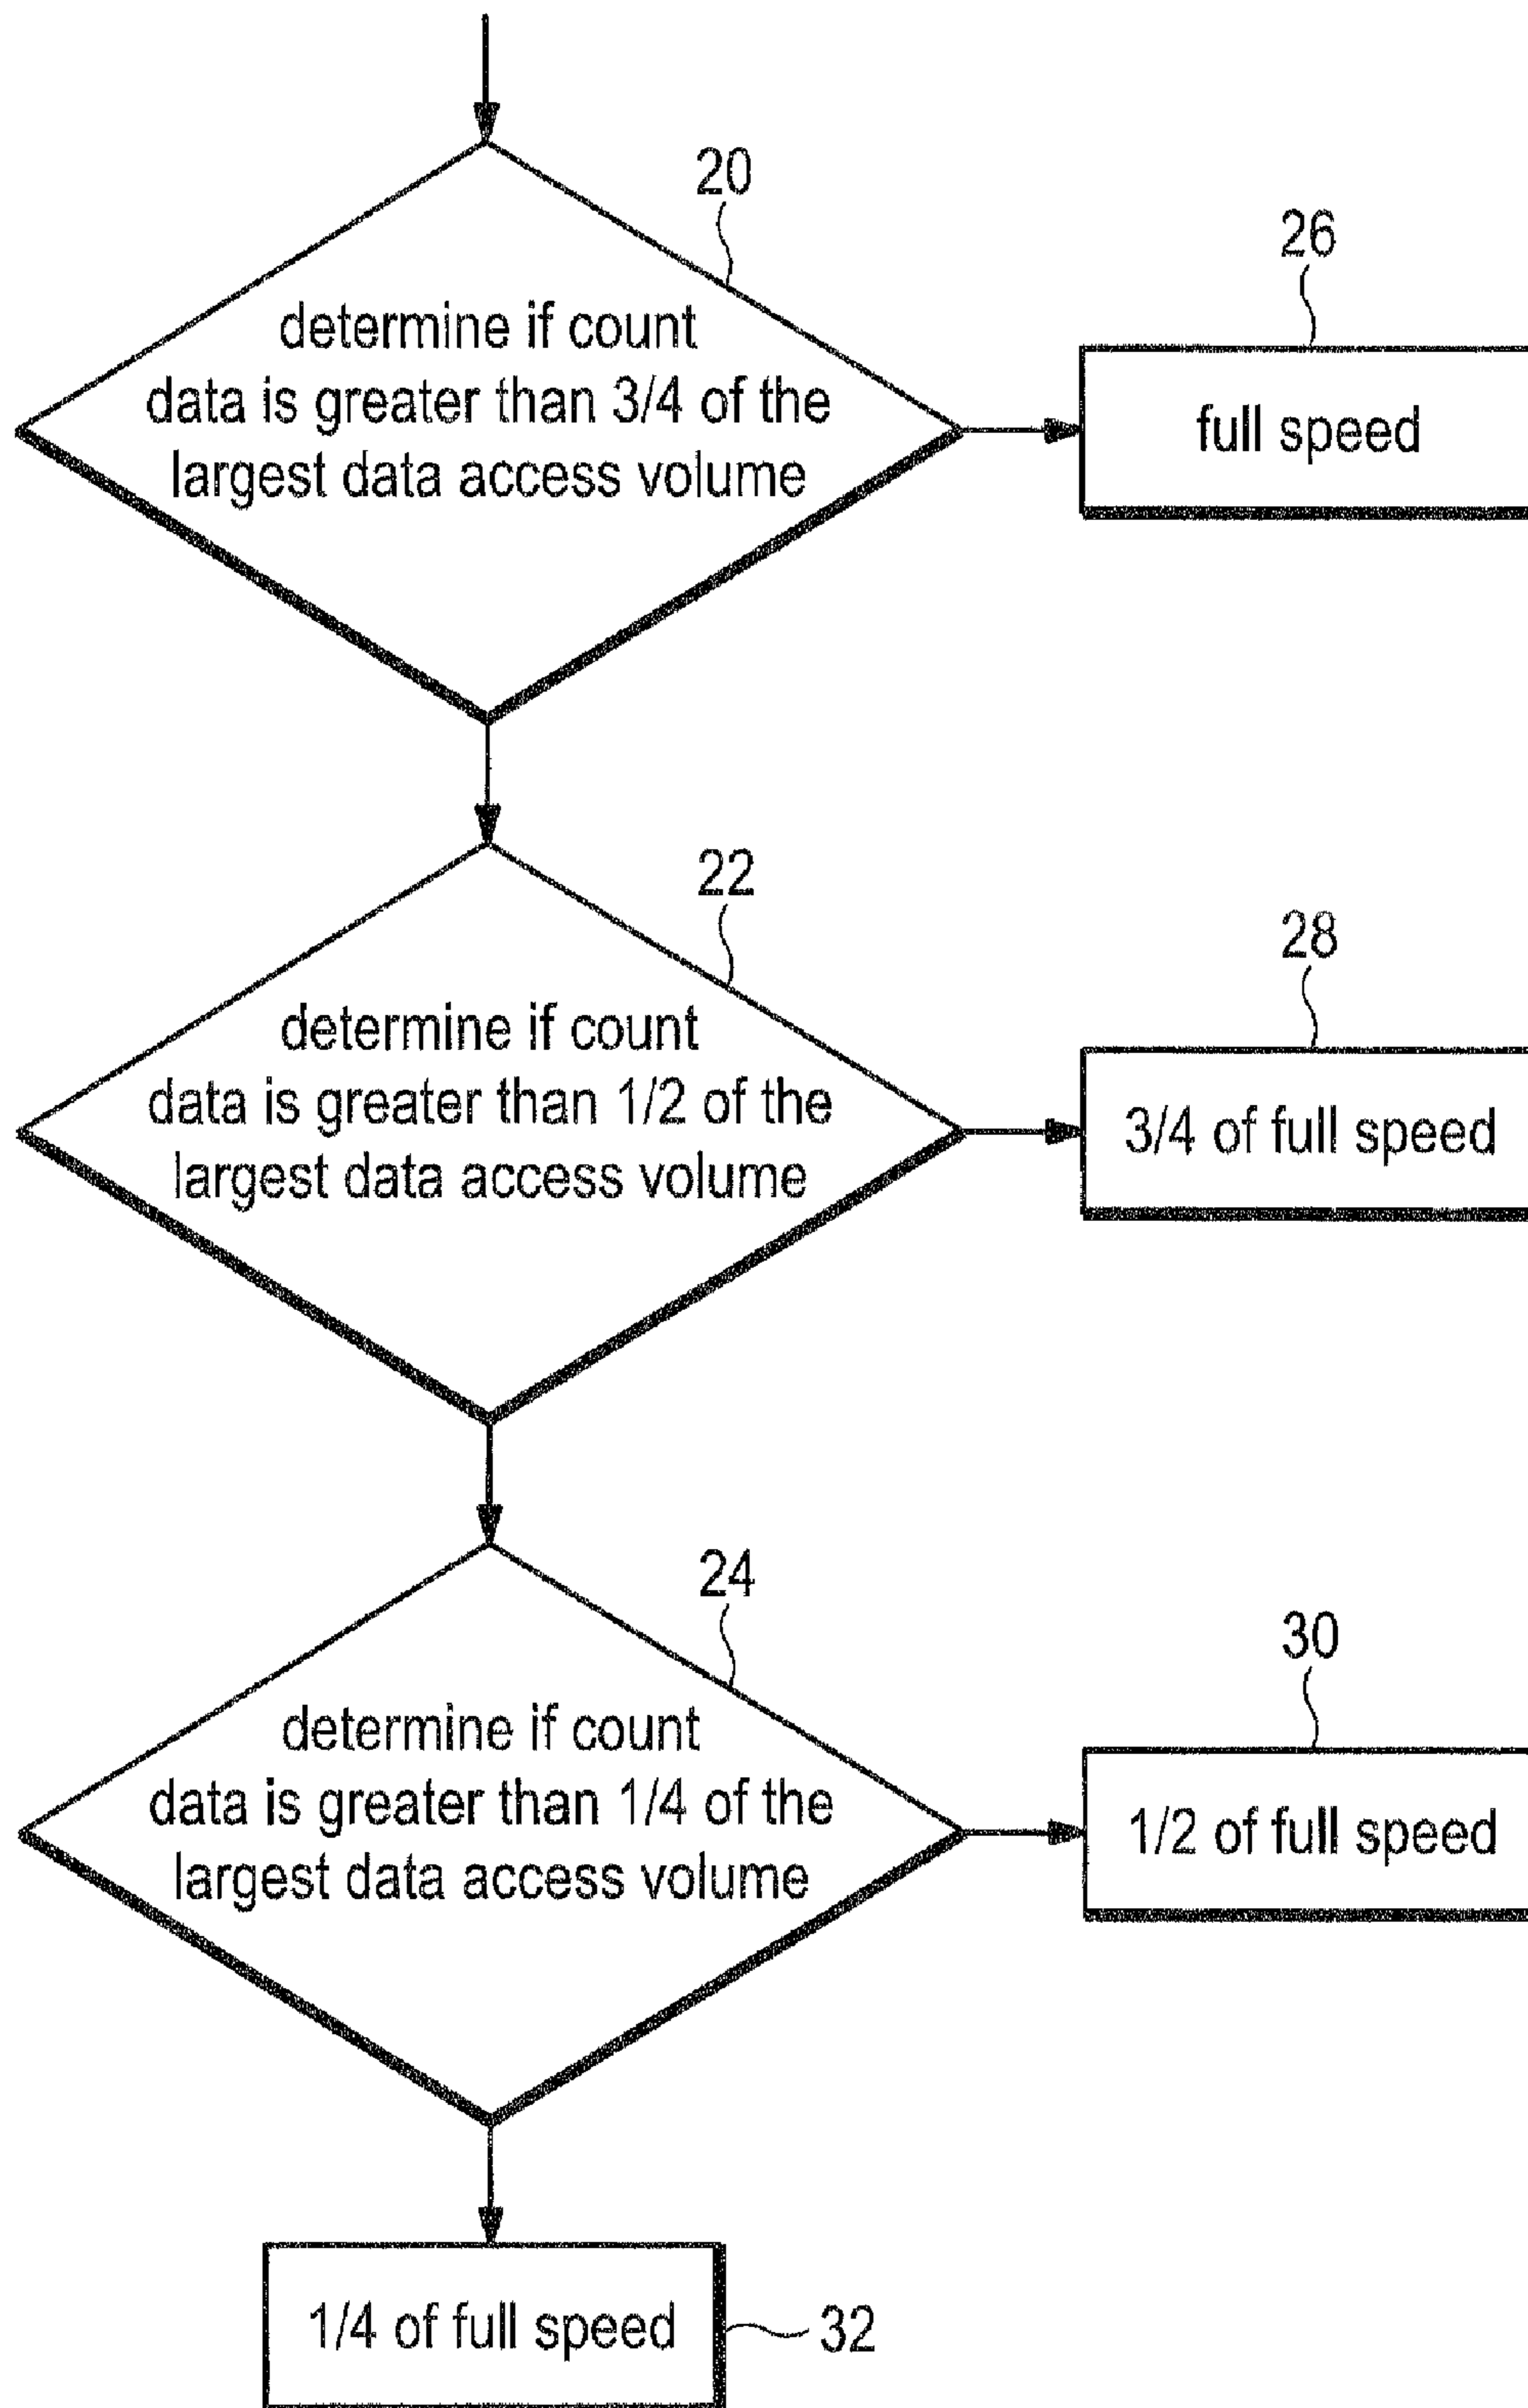 20
determine if count
data is greater than 3/4 of the
largest data access volume
26
full speed
22
determine if count
data is greater than 1/2 of the
largest data access volume
28
3/4 of full speed
24
determine if count
data is greater than 1/4 of the
largest data access volume
30
1/2 of full speed
1/4 of full speed
32